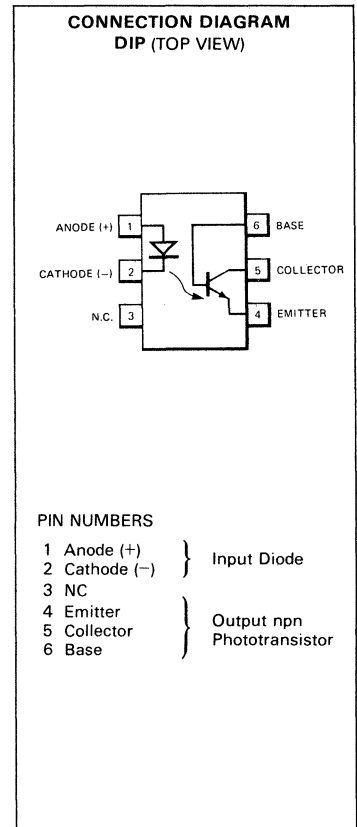 CONNECTION DIAGRAM
DIP (TOP VIEW)
ANODE (+) 1
6 BASE
CATHODE (−) 2
5 COLLECTOR
N.C. 3
4 EMITTER
PIN NUMBERS
1 Anode (+)
2 Cathode (−)
Input Diode
3 NC
4 Emitter
5 Collector
6 Base
Output npn
Phototransistor